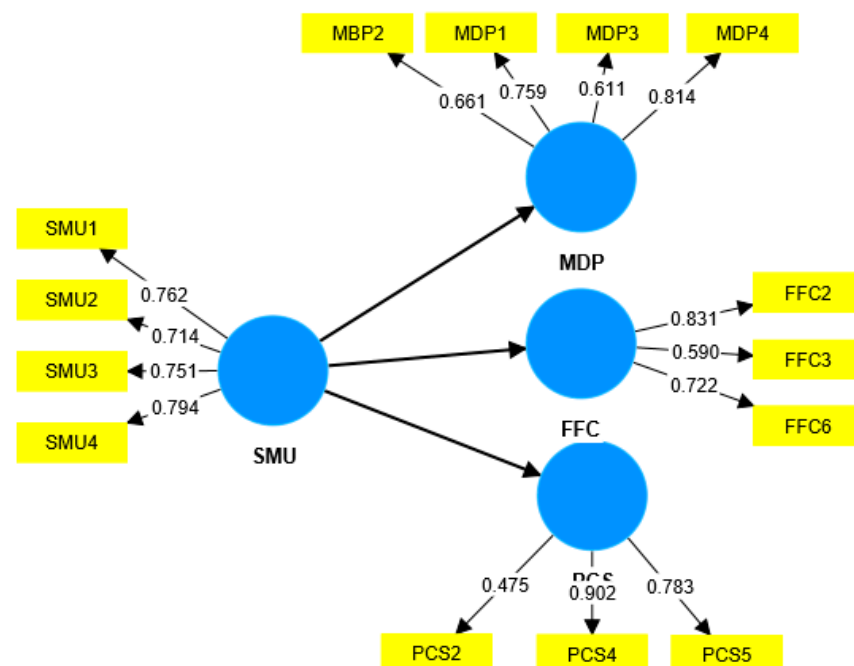 MBP2
MDP1
MDP3
MDP4
0.661
0.759
0.611
0.814
MDP
SMU1
SMU2
SMU3
SMU4
0.762
0.714
0.751
0.794
SMU
FFC2
FFC3
FFC6
0.831
0.590
0.722
FFC
PCS
0.475
0.902
0.783
PCS2
PCS4
PCS5